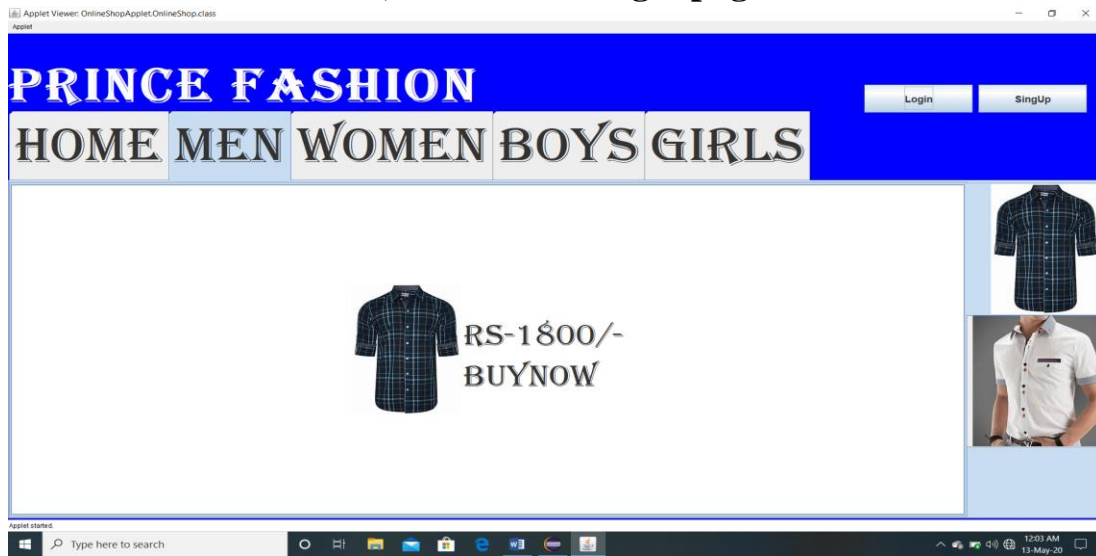 Applet Viewer: OnlineShopApplet.OnlineShop.class
Applet
PRINCE FASHION
Login
SingUp
HOME MEN WOMEN BOYS GIRLS
RS-1800/-
BUYNOW
Applet started.
Type here to search
12:03 AM
13-May-20